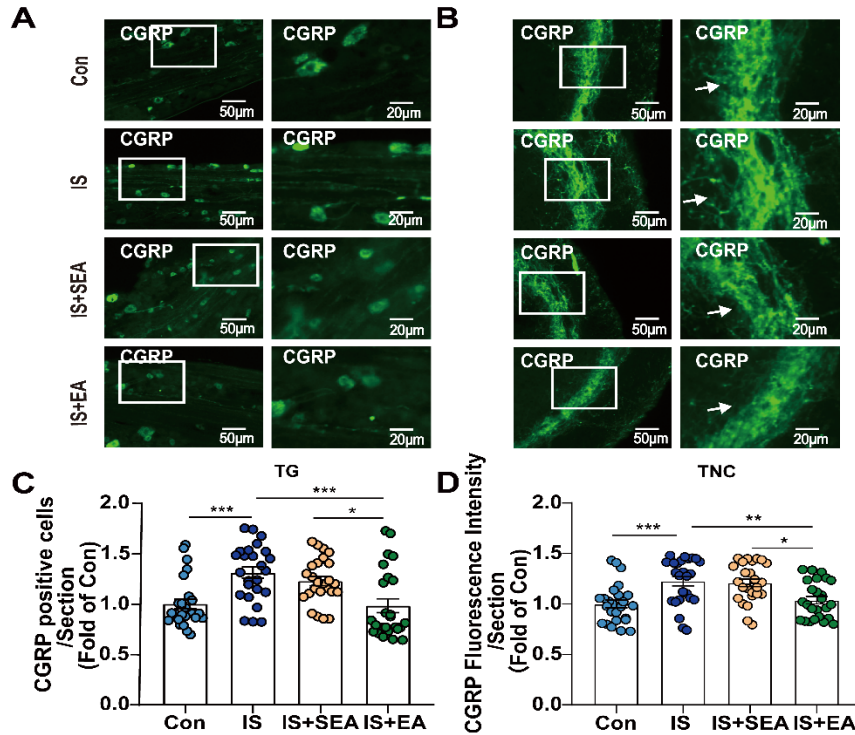 A
B
Con
CGRP
50μm
CGRP
20μm
CGRP
50μm
CGRP
20μm
IS
CGRP
50μm
CGRP
20μm
CGRP
50μm
CGRP
20μm
IS+SEA
CGRP
50μm
CGRP
20μm
CGRP
50μm
CGRP
20μm
IS+EA
CGRP
50μm
CGRP
20μm
CGRP
50μm
CGRP
20μm
C
TG
CGRP positive cells
/Section
(Fold of Con)
2.0
1.5
1.0
0.5
0.0
***
***
*
Con IS IS+SEA IS+EA
D
TNC
CGRP Fluorescence Intensity
/Section
(Fold of Con)
2.0
1.5
1.0
0.5
0.0
***
**
*
Con IS IS+SEA IS+EA